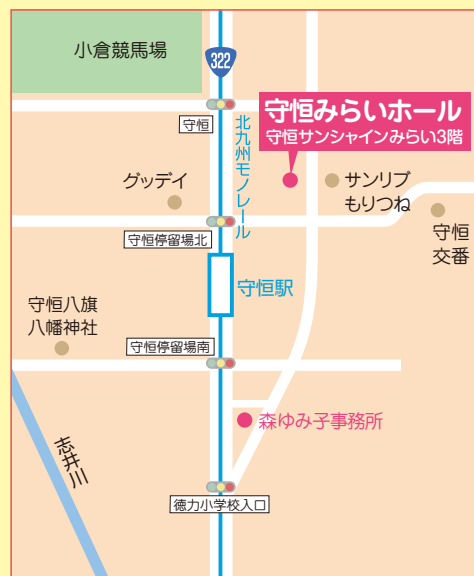 小倉競馬場
322
守恒
北九州モノレール
守恒みらいホール
守恒サンシャインみらい3階
グッデイ
サンリブ
もりつね
守恒
交番
守恒停留場北
守恒駅
守恒八旗
八幡神社
守恒停留場南
森ゆみ子事務所
志井川
徳力小学校入口